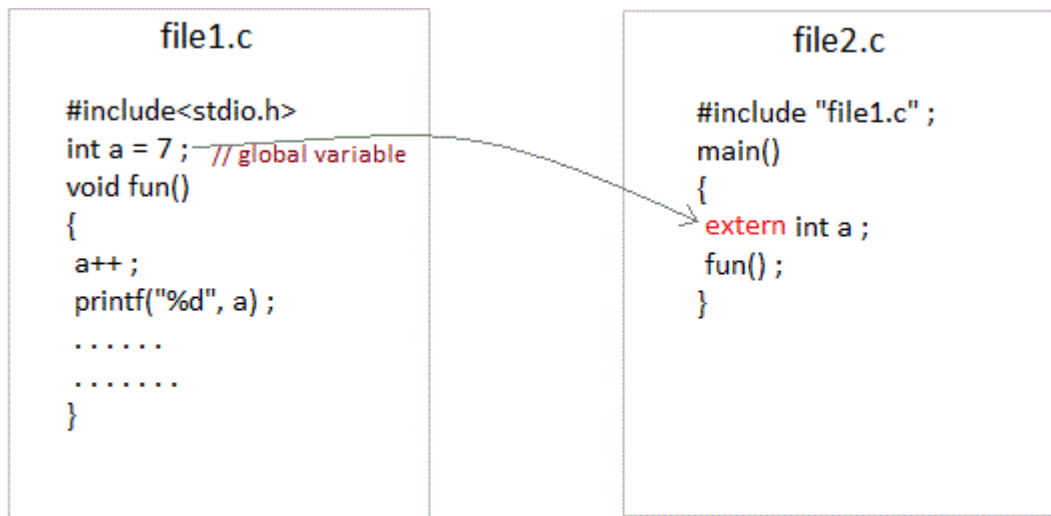 file1.c
#include<stdio.h>
int a = 7 ; // global variable
void fun()
{
a++ ;
printf("%d", a) ;
. . . . . .
. . . . . . .
}
file2.c
#include "file1.c" ;
main()
{
extern int a ;
fun() ;
}